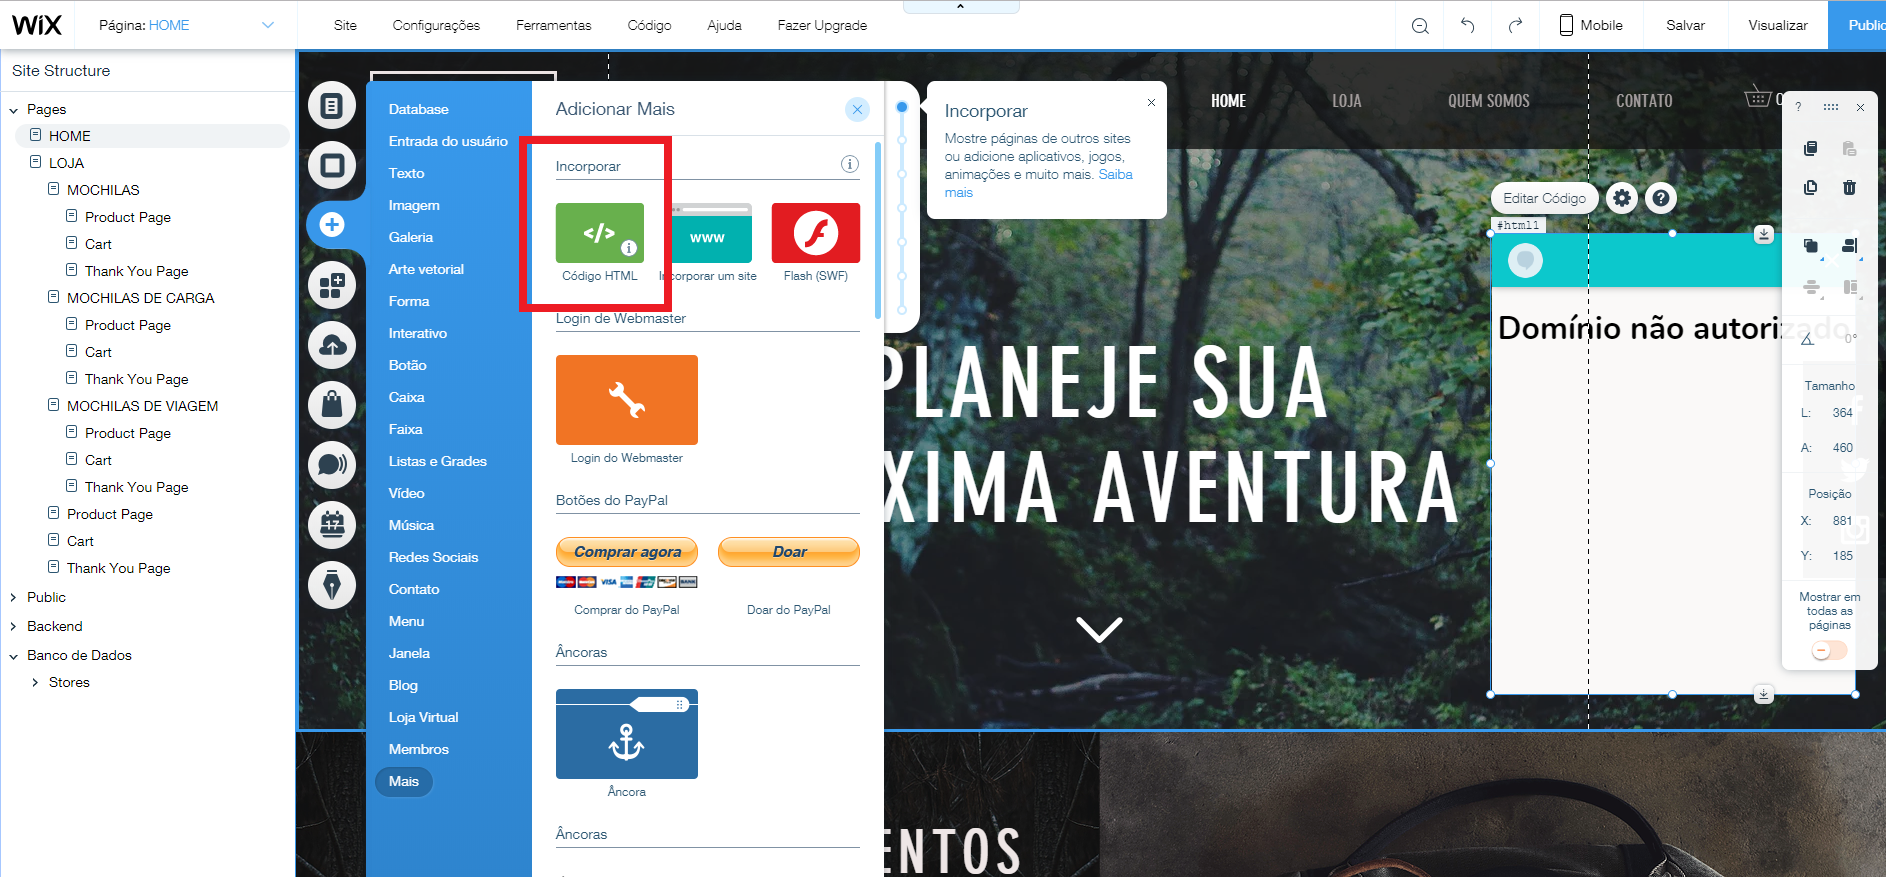 WiX
Página: HOME
Site
Configurações
Ferramentas
Código
Ajuda
Fazer Upgrade
Mobile
Salvar
Visualizar
Site Structure
Pages
HOME
LOJA
MOCHILAS
Product Page
Cart
Thank You Page
MOCHILAS DE CARGA
Product Page
Cart
Thank You Page
MOCHILAS DE VIAGEM
Product Page
Cart
Thank You Page
Product Page
Cart
Thank You Page
Public
Backend
Banco de Dados
Stores
17
Database
Entrada do usuário
Texto
Imagem
Galeria
Arte vetorial
Forma
Interativo
Botão
Caixa
Faixa
Listas e Grades
Vídeo
Música
Redes Sociais
Contato
Menu
Janela
Blog
Loja Virtual
Membros
Mais
Adicionar Mais
Incorporar
</>
Código HTML
www
Incorporar um site
Flash (SWF)
Login de Webmaster
Login do Webmaster
Botões do PayPal
Comprar agora
VISA
BANK
Comprar do PayPal
Doar
Doar do PayPal
Âncoras
Âncora
Âncoras
Incorporar
Mostre páginas de outros sites
ou adicione aplicativos, jogos,
animações e muito mais. Saiba
mais
HOME
LOJA
QUEM SOMOS
CONTATO
0
PLANEJE SUA
XIMA AVENTURA
ENTOS
Editar Código
?
#html1
Domínio não autorizado
?
0°
Tamanho
L: 364
A: 460
Posição
X: 881
Y: 185
Mostrar em
todas as
páginas